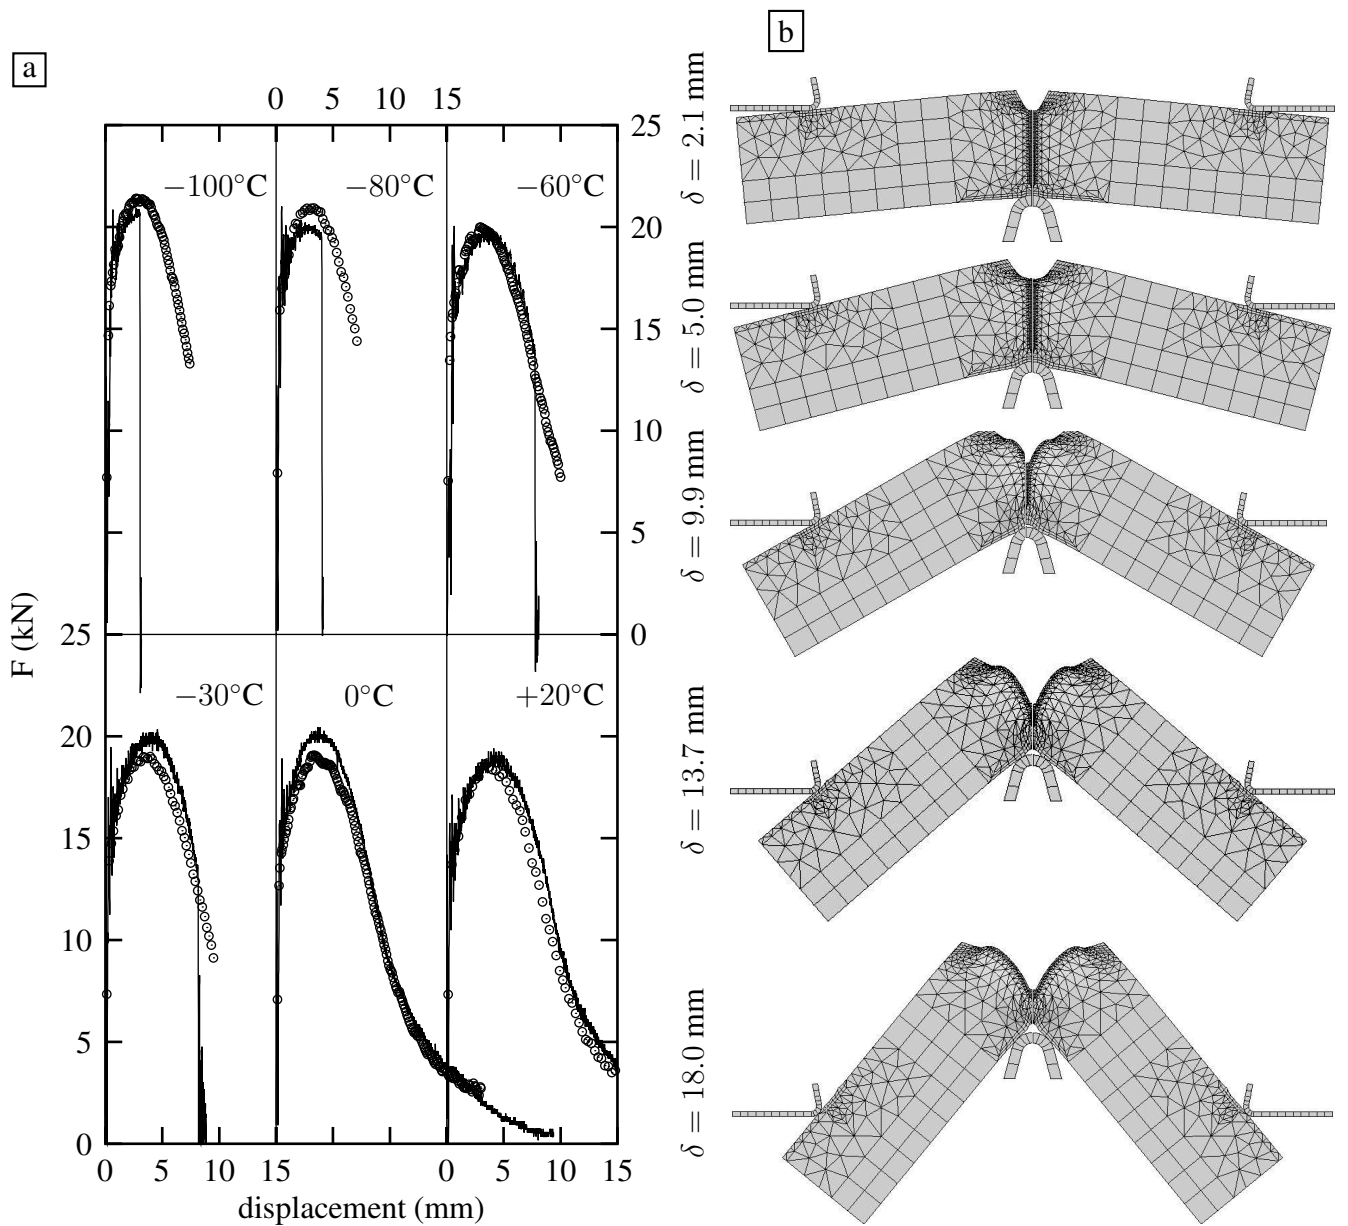 a
b
0 5 10 15
25
20
15
10
5
0
−100°C −80°C −60°C
F (kN)
25
20
15
10
5
0
−30°C 0°C +20°C
0 5 10 15 0 5 10 15
displacement (mm)
δ = 2.1 mm
δ = 5.0 mm
δ = 9.9 mm
δ = 13.7 mm
δ = 18.0 mm